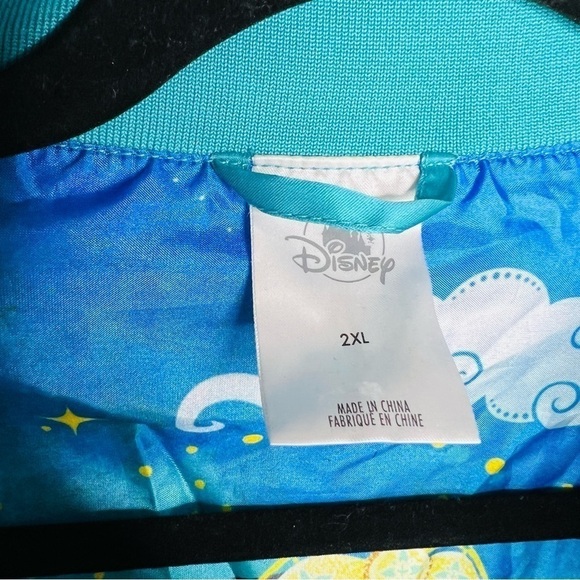 Disney
2XL
MADE IN CHINA
FABRIQUÉ EN CHINE